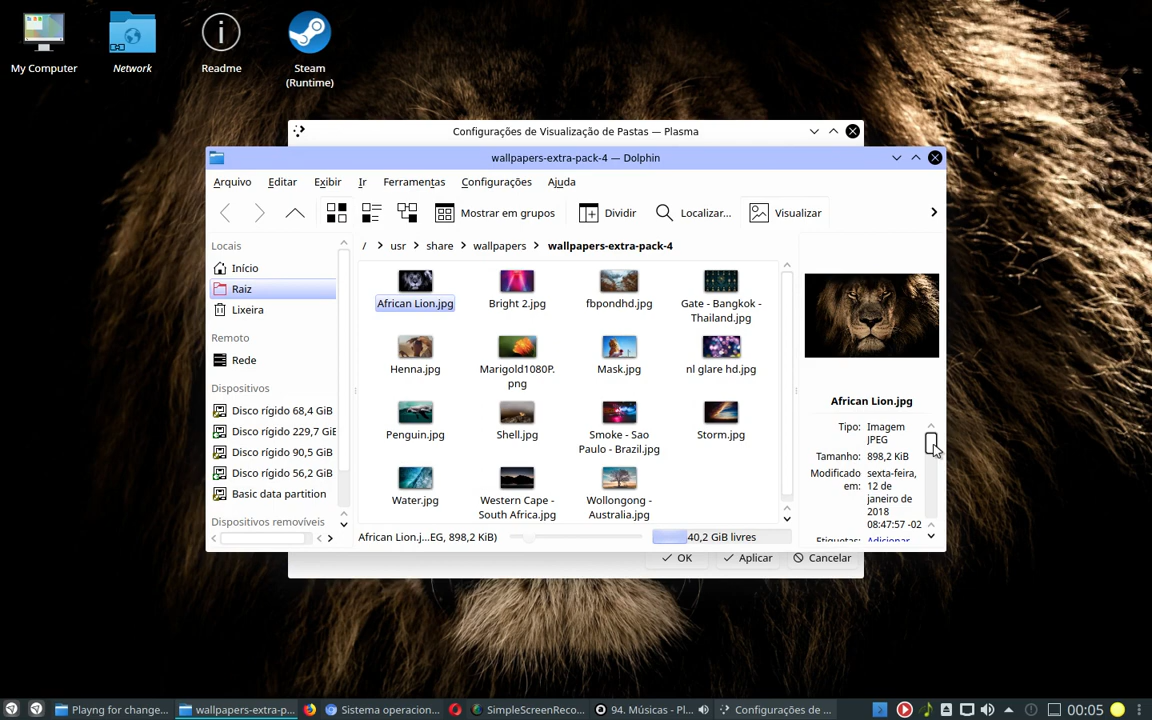 My Computer
Network
Readme
Steam
(Runtime)
Configurações de Visualização de Pastas — Plasma
wallpapers-extra-pack-4 — Dolphin
Arquivo Editar Exibir Ir Ferramentas Configurações Ajuda
Mostrar em grupos Dividir Localizar... Visualizar
Locais
Início
Raiz
Lixeira
Remoto
Rede
Dispositivos
Disco rígido 68,4 GiB
Disco rígido 229,7 GiE
Disco rígido 90,5 GiB
Disco rígido 56,2 GiB
Basic data partition
Dispositivos removíveis
/ > usr > share > wallpapers > wallpapers-extra-pack-4
African Lion.jpg
Bright 2.jpg
fbpondhd.jpg
Gate - Bangkok -
Thailand.jpg
Henna.jpg
Marigold1080P.
png
Mask.jpg
nl glare hd.jpg
Penguin.jpg
Shell.jpg
Smoke - Sao
Paulo - Brazil.jpg
Storm.jpg
Water.jpg
Western Cape -
South Africa.jpg
Wollongong -
Australia.jpg
African Lion.j...EG, 898,2 KiB)
40,2 GiB livres
African Lion.jpg
Tipo: Imagem
JPEG
Tamanho: 898,2 KiB
Modificado em: sexta-feira,
12 de
janeiro de
2018
08:47:57 -02
Etiquetas: Adicionar
OK Aplicar Cancelar
Playng for change...
wallpapers-extra-p...
Sistema operacion...
SimpleScreenReco...
94. Músicas - Pl...
Configurações de ...
00:05